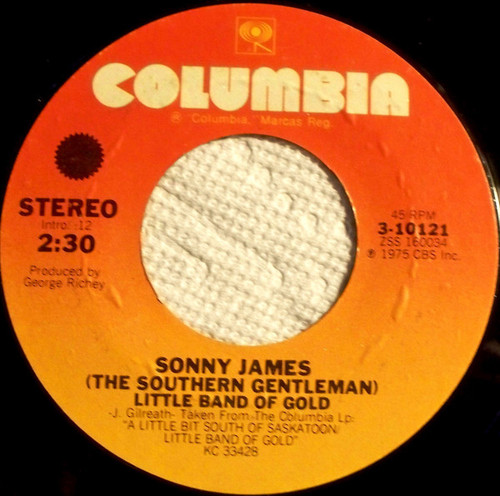 COLUMBIA
® "Columbia," Marcas Reg.
STEREO
Intro: :12
2:30
Produced by
George Richey
45 RPM
3-10121
ZSS 160034
℗ 1975 CBS Inc.
SONNY JAMES
(THE SOUTHERN GENTLEMAN)
LITTLE BAND OF GOLD
-J. Gilreath- Taken From The Columbia Lp:
"A LITTLE BIT SOUTH OF SASKATOON/
LITTLE BAND OF GOLD"
KC 33428